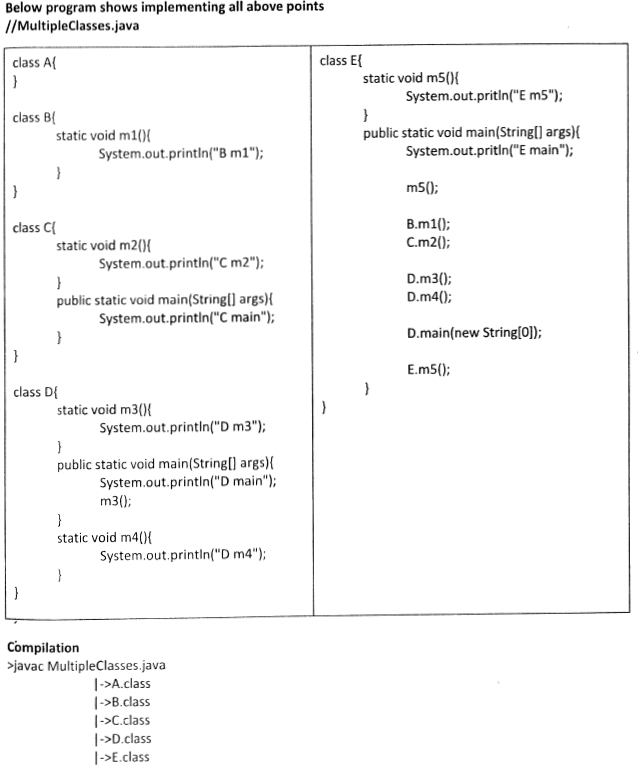 Below program shows implementing all above points
//MultipleClasses.java
class A{
}
class B{
static void m1(){
System.out.println("B m1");
}
}
class C{
static void m2(){
System.out.println("C m2");
}
public static void main(String[] args){
System.out.println("C main");
}
}
class D{
static void m3(){
System.out.println("D m3");
}
public static void main(String[] args){
System.out.println("D main");
m3();
}
static void m4(){
System.out.println("D m4");
}
}
class E{
static void m5(){
System.out.pritln("E m5");
}
public static void main(String[] args){
System.out.pritln("E main");
m5();
B.m1();
C.m2();
D.m3();
D.m4();
D.main(new String[0]);
E.m5();
}
}
Compilation
>javac MultipleClasses.java
|->A.class
|->B.class
|->C.class
|->D.class
|->E.class